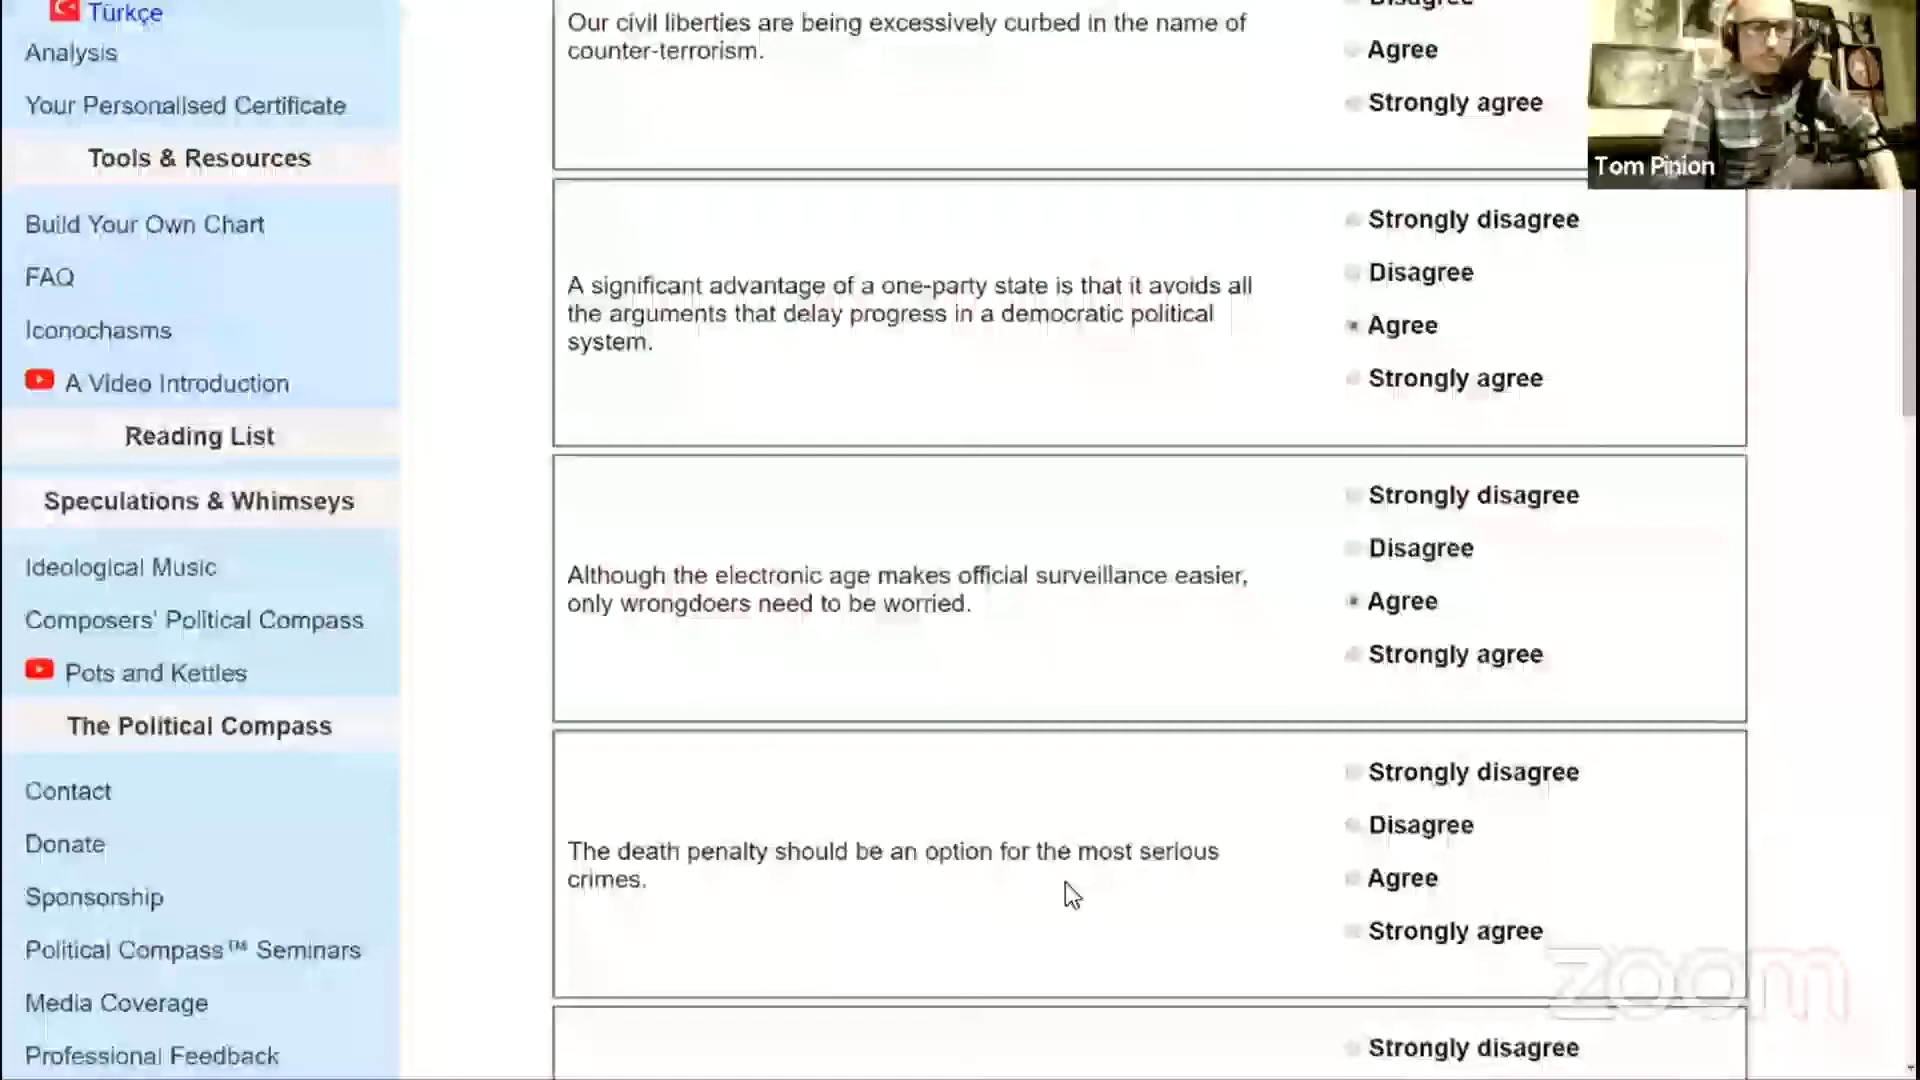 Türkçe
Analysis
Your Personalised Certificate
Tools & Resources
Build Your Own Chart
FAQ
Iconochasms
A Video Introduction
Reading List
Speculations & Whimseys
Ideological Music
Composers' Political Compass
Pots and Kettles
The Political Compass
Contact
Donate
Sponsorship
Political Compass™ Seminars
Media Coverage
Professional Feedback
Our civil liberties are being excessively curbed in the name of
counter-terrorism.
Disagree
Agree
Strongly agree
A significant advantage of a one-party state is that it avoids all
the arguments that delay progress in a democratic political
system.
Strongly disagree
Disagree
Agree
Strongly agree
Although the electronic age makes official surveillance easier,
only wrongdoers need to be worried.
Strongly disagree
Disagree
Agree
Strongly agree
The death penalty should be an option for the most serious
crimes.
Strongly disagree
Disagree
Agree
Strongly agree
Strongly disagree
Tom Pinion
zoom